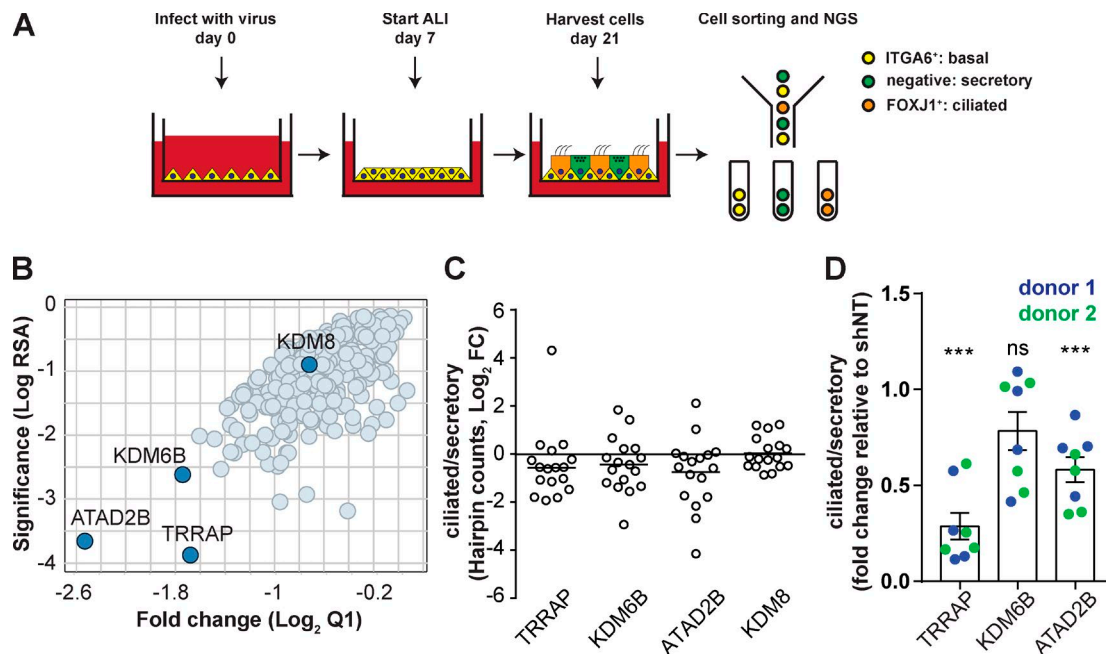 A
Infect with virus
day 0
Start ALI
day 7
Harvest cells
day 21
Cell sorting and NGS
ITGA6⁺: basal
negative: secretory
FOXJ1⁺: ciliated
B
Significance (Log RSA)
0
-1
-2
-3
-4
KDM8
KDM6B
ATAD2B
TRRAP
-2.6
-1.8
-1
-0.2
Fold change (Log₂ Q1)
C
ciliated/secretory
(Hairpin counts, Log₂ FC)
6
4
2
0
-2
-4
-6
TRRAP
KDM6B
ATAD2B
KDM8
D
ciliated/secretory
(fold change relative to shNT)
1.5
1.0
0.5
0.0
donor 1
donor 2
***
ns
***
TRRAP
KDM6B
ATAD2B